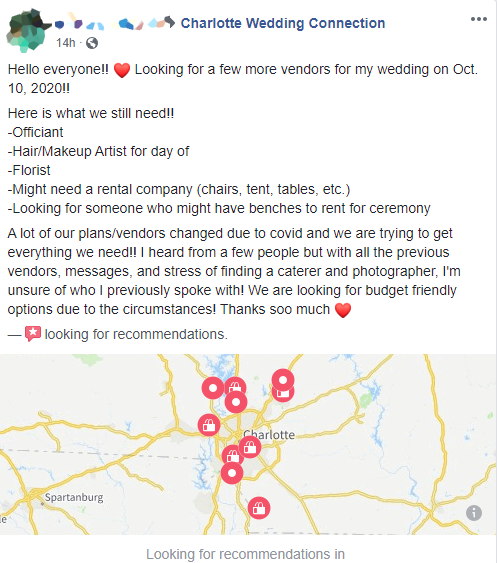 Charlotte Wedding Connection
14h ·
Hello everyone!! ❤️ Looking for a few more vendors for my wedding on Oct.
10, 2020!!
Here is what we still need!!
-Officiant
-Hair/Makeup Artist for day of
-Florist
-Might need a rental company (chairs, tent, tables, etc.)
-Looking for someone who might have benches to rent for ceremony
A lot of our plans/vendors changed due to covid and we are trying to get
everything we need!! I heard from a few people but with all the previous
vendors, messages, and stress of finding a caterer and photographer, I'm
unsure of who I previously spoke with! We are looking for budget friendly
options due to the circumstances! Thanks soo much ❤️
— looking for recommendations.
Charlotte
Spartanburg
Looking for recommendations in